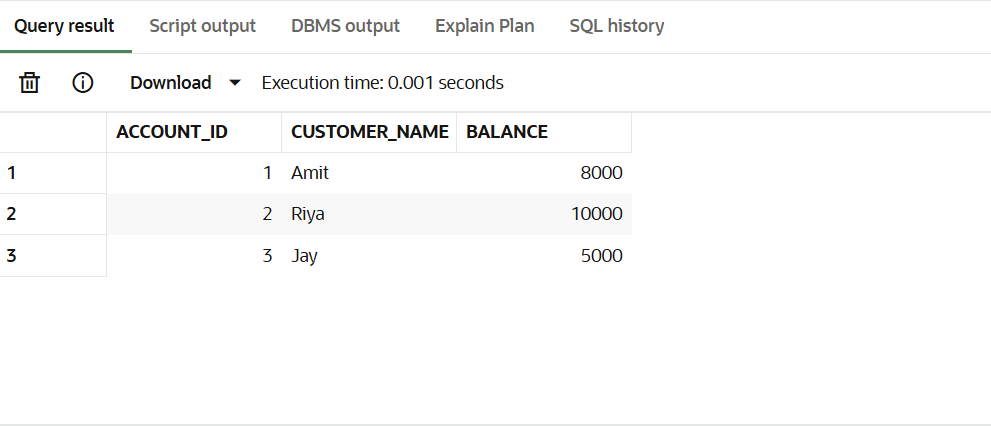 Query result Script output DBMS output Explain Plan SQL history
Download Execution time: 0.001 seconds
ACCOUNT_ID CUSTOMER_NAME BALANCE
1 1 Amit 8000
2 2 Riya 10000
3 3 Jay 5000